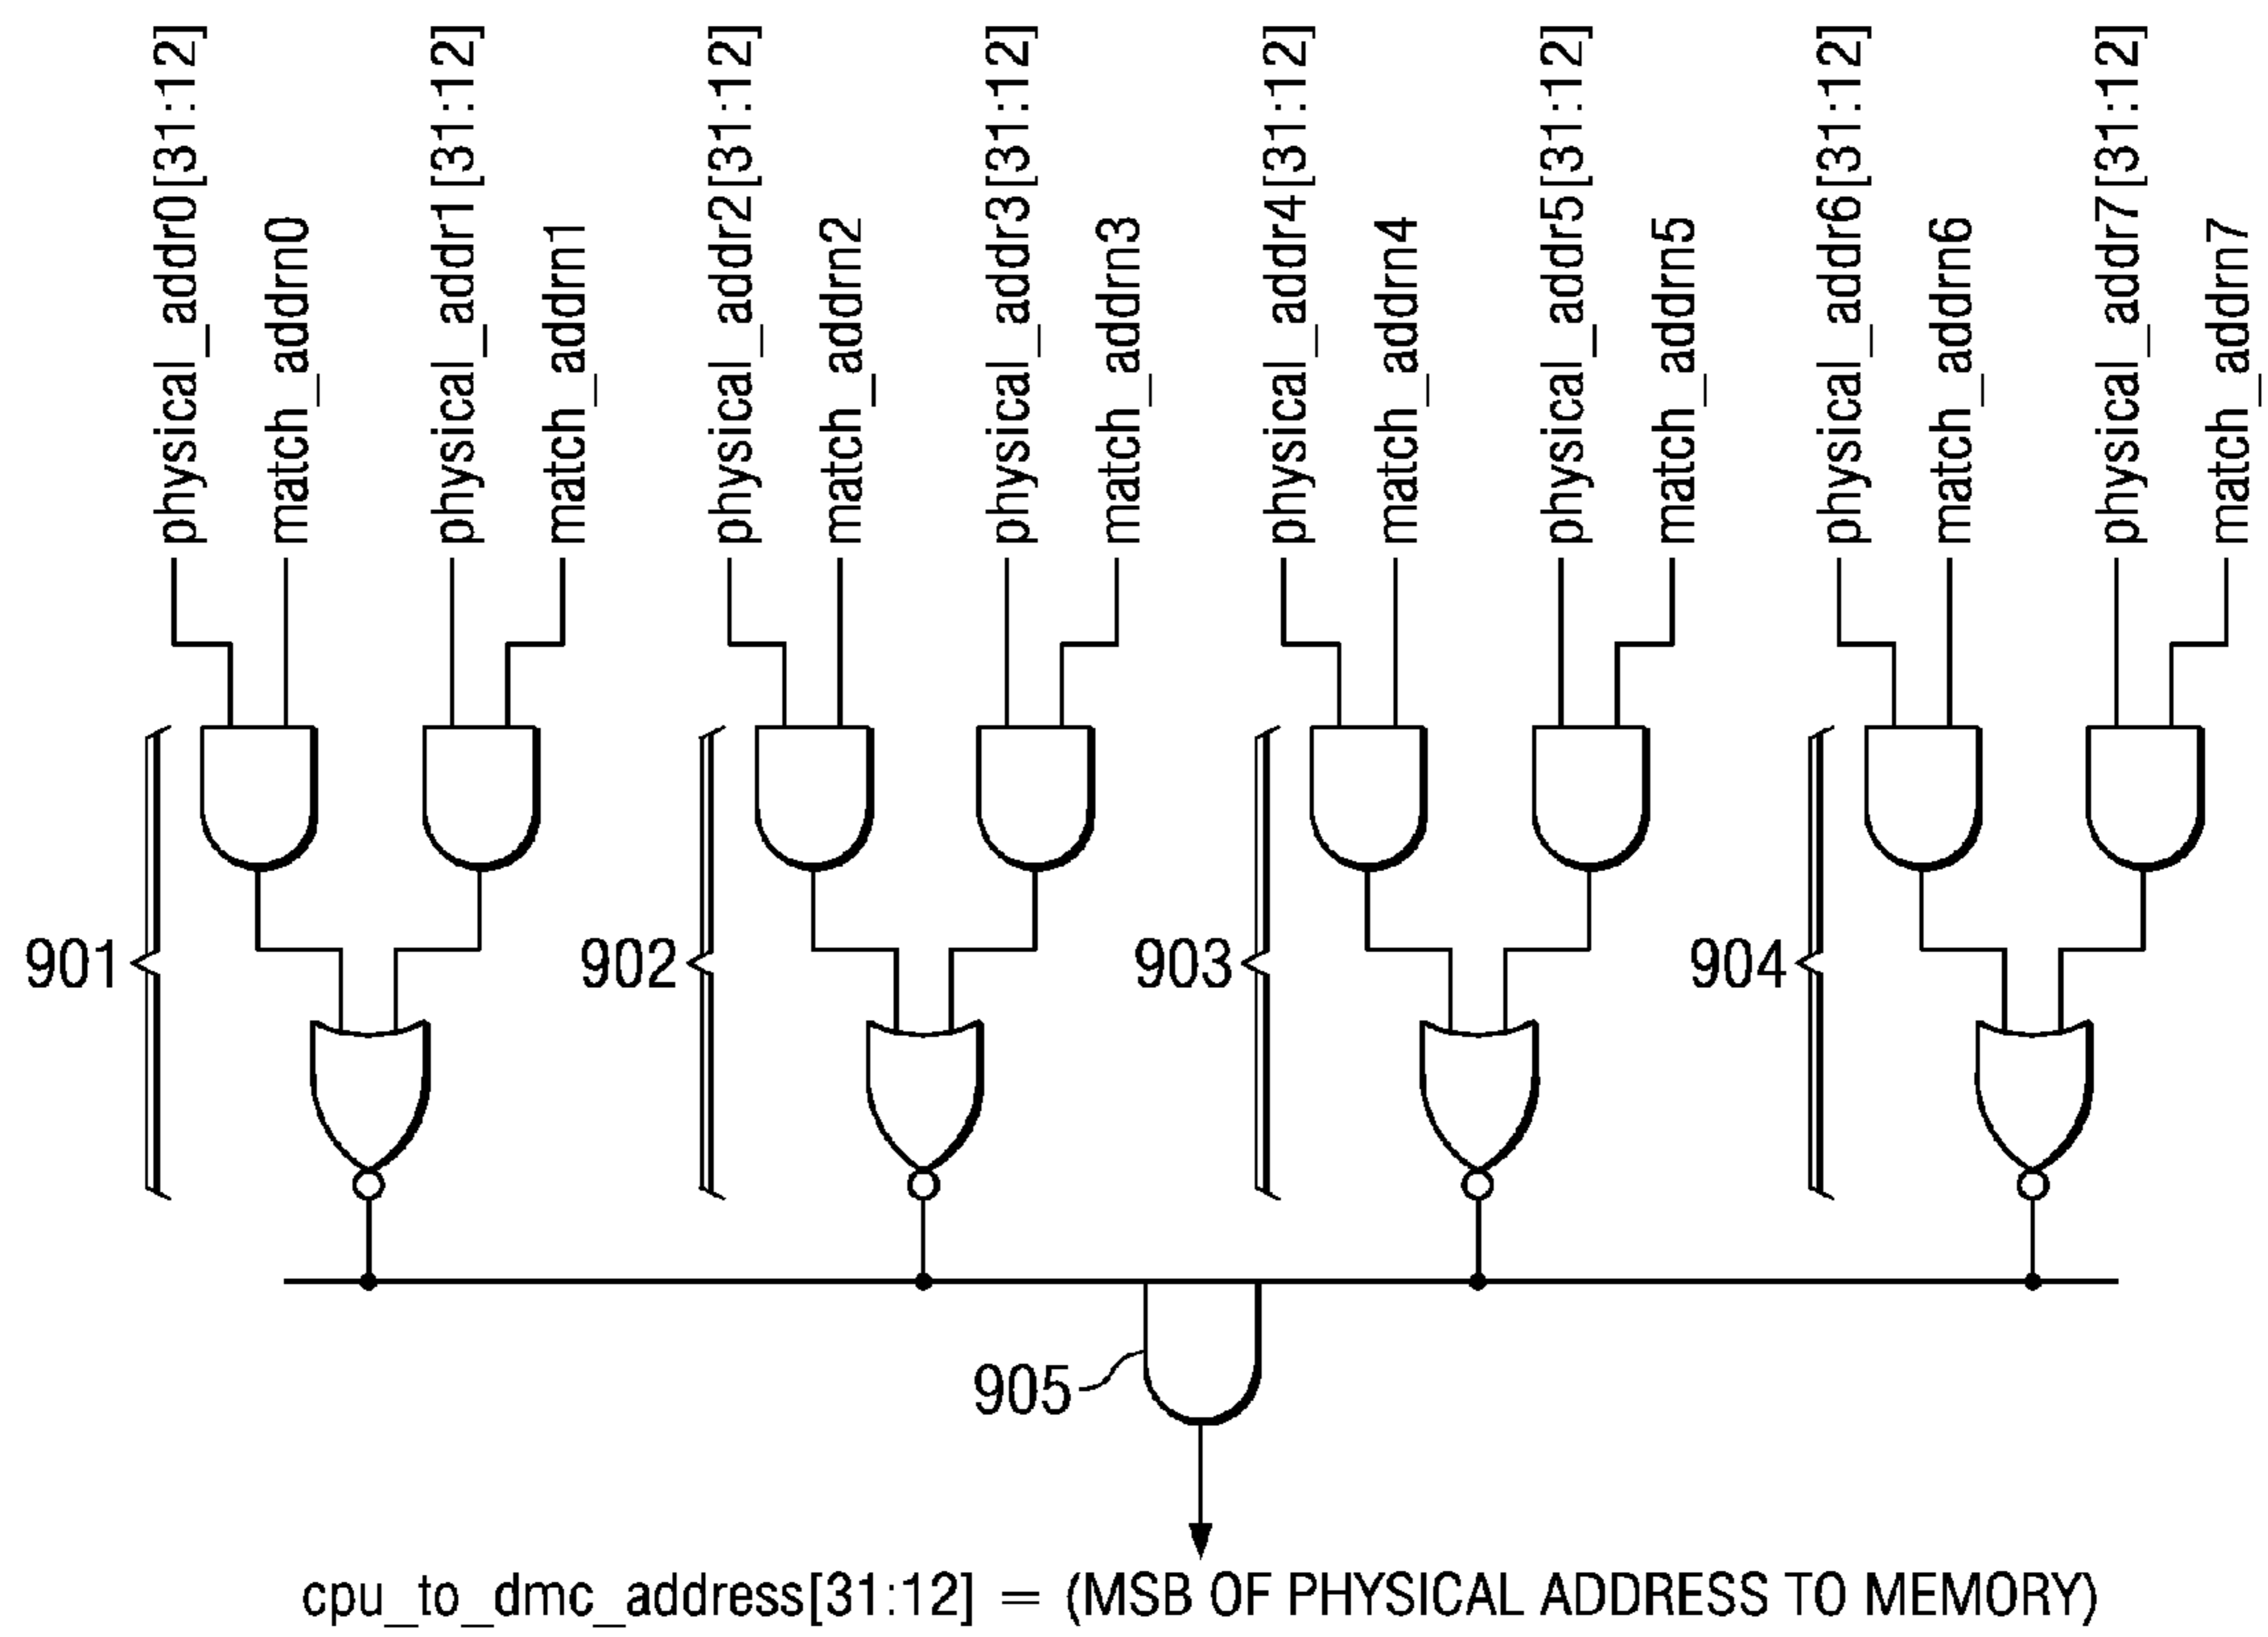 physical_addr0[31:12]
match_addrn0
physical_addr1[31:12]
match_addrn1
physical_addr2[31:12]
match_addrn2
physical_addr3[31:12]
match_addrn3
physical_addr4[31:12]
match_addrn4
physical_addr5[31:12]
match_addrn5
physical_addr6[31:12]
match_addrn6
physical_addr7[31:12]
match_addrn7
901
902
903
904
905
cpu_to_dmc_address[31:12] = (MSB OF PHYSICAL ADDRESS TO MEMORY)